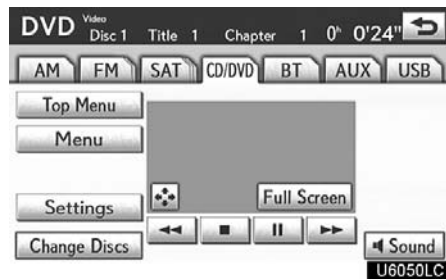 DVD Video Disc 1 Title 1 Chapter 1 0h 0'24"
AM FM SAT CD/DVD BT AUX USB
Top Menu
Menu
Settings
Full Screen
Change Discs
Sound
U6050LC